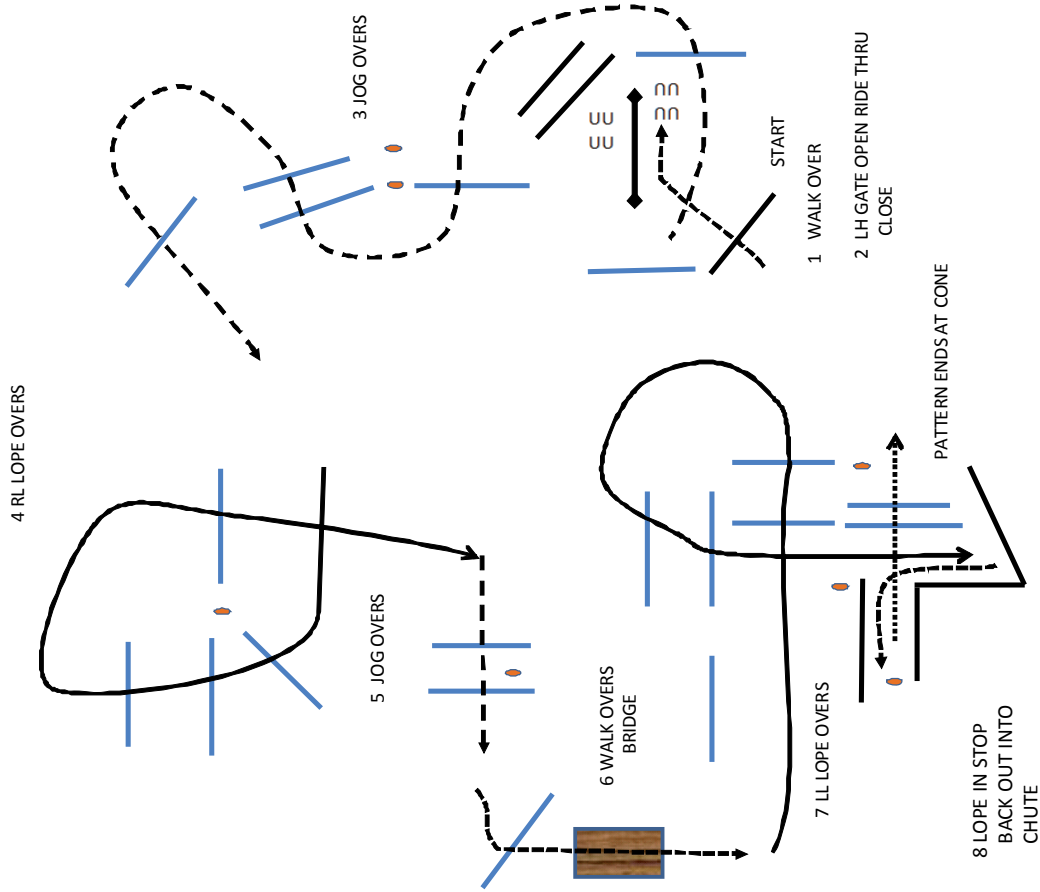 START
1 WALK OVER
2 LH GATE OPEN RIDE THRU
CLOSE
3 JOG OVERS
4 RL LOPE OVERS
5 JOG OVERS
6 WALK OVERS
BRIDGE
7 LL LOPE OVERS
8 LOPE IN STOP
BACK OUT INTO
CHUTE
PATTERN ENDS AT CONE